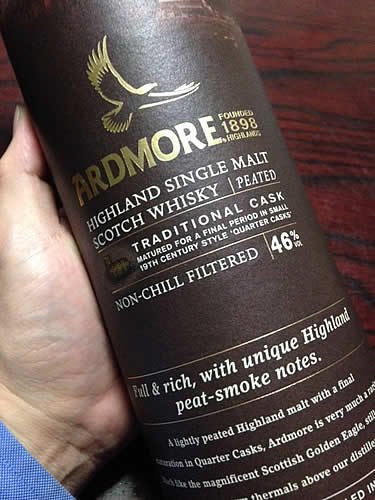 ARDMORE
FOUNDED
1898
HIGHLANDS
HIGHLAND SINGLE MALT
SCOTCH WHISKY | PEATED
TRADITIONAL CASK
MATURED FOR A FINAL PERIOD IN SMALL
19TH CENTURY STYLE 'QUARTER CASKS'
NON-CHILL FILTERED | 46% VOL
Full & rich, with unique Highland
peat-smoke notes.
A lightly peated Highland malt with a final
maturation in Quarter Casks, Ardmore is very much a
like the magnificent Scottish Golden Eagle, still
thermals above our
IN